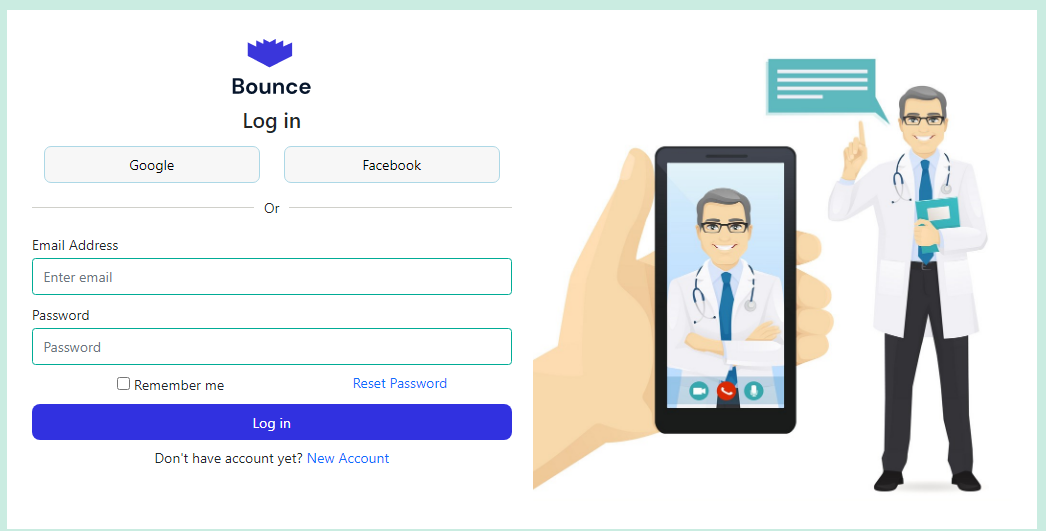 Bounce
Log in
Google Facebook
Or
Email Address
Enter email
Password
Password
Remember me Reset Password
Log in
Don't have account yet? New Account